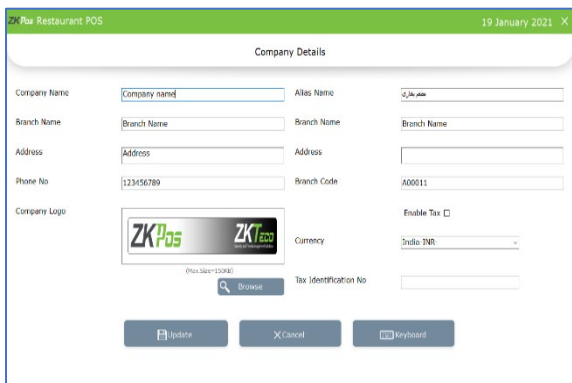 ZKPos Restaurant POS 19 January 2021 X
Company Details
Company Name Company name Alias Name
Branch Name Branch Name Branch Name Branch Name
Address Address Address
Phone No 123456789 Branch Code A00011
Company Logo ZKPos ZKTeco Enable Tax
Currency India-INR
(Max.Size=150KB)
Browse Tax Identification No
Update Cancel Keyboard